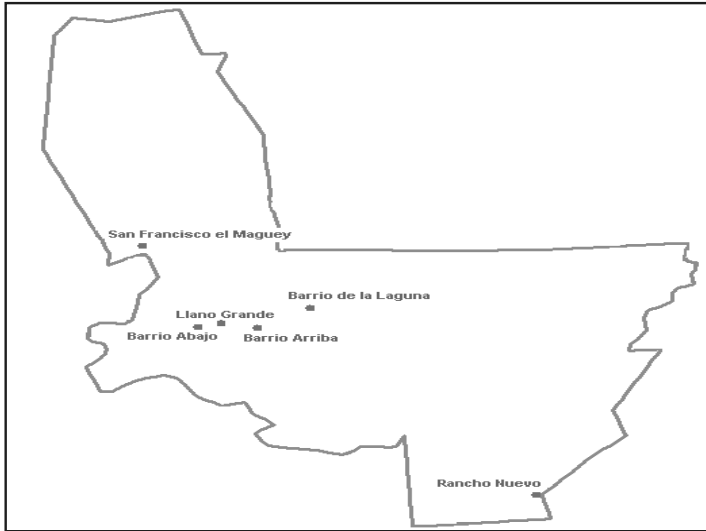 San Francisco el Maguey
Barrio de la Laguna
Llano Grande
Barrio Abajo
Barrio Arriba
Rancho Nuevo